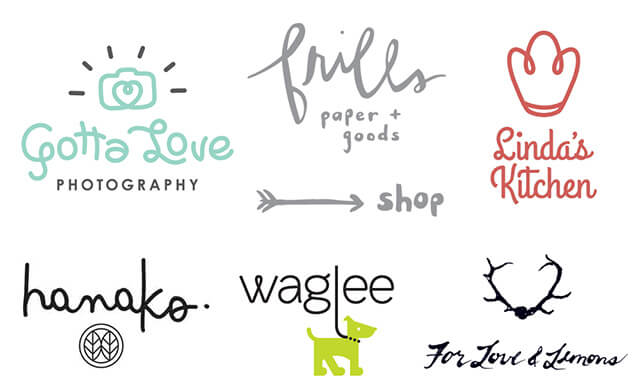 Gotta Love
PHOTOGRAPHY
frills
paper +
goods
shop
Linda's
Kitchen
hanako.
waglee
For Love & Lemons